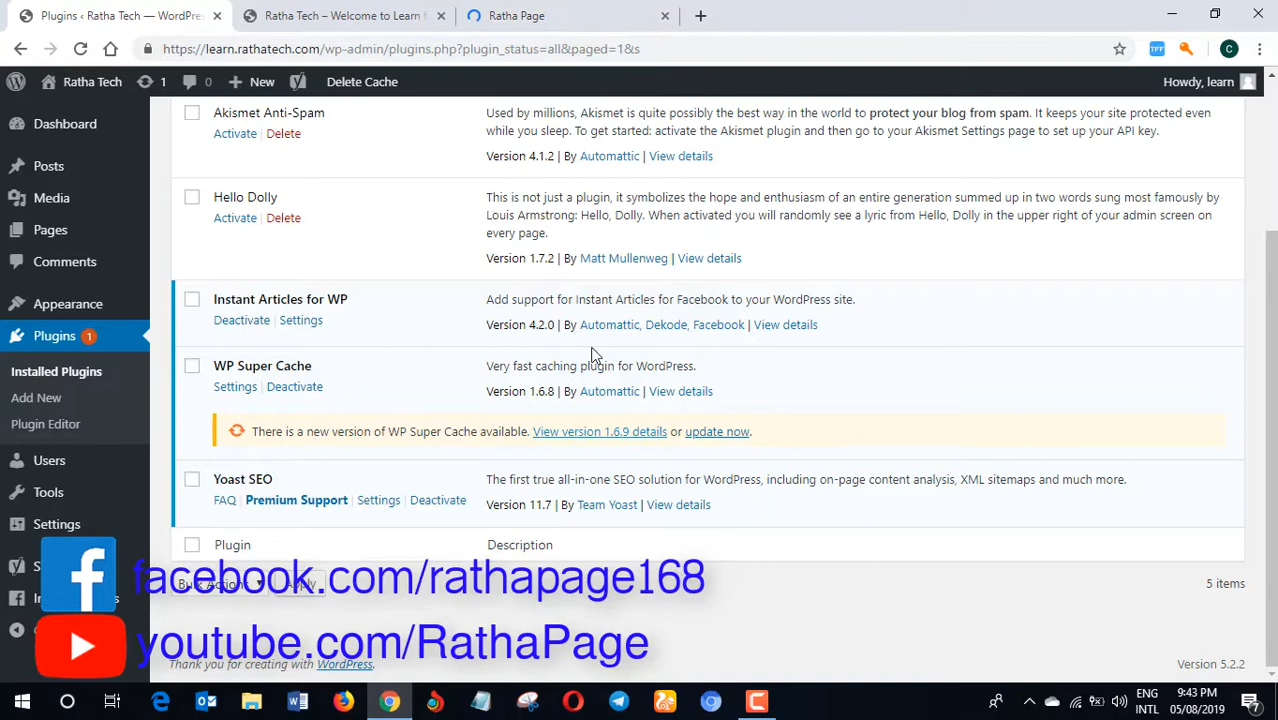 Plugins ‹ Ratha Tech — WordPre
Ratha Tech – Welcome to Learn f
Ratha Page
https://learn.rathatech.com/wp-admin/plugins.php?plugin_status=all&paged=1&s
TFF
C
Ratha Tech
1
0
New
Delete Cache
Howdy, learn
Dashboard
Posts
Media
Pages
Comments
Appearance
Plugins 1
Installed Plugins
Add New
Plugin Editor
Users
Tools
Settings
Akismet Anti-Spam
Activate | Delete
Used by millions, Akismet is quite possibly the best way in the world to protect your blog from spam. It keeps your site protected even
while you sleep. To get started: activate the Akismet plugin and then go to your Akismet Settings page to set up your API key.
Version 4.1.2 | By Automattic | View details
Hello Dolly
Activate | Delete
This is not just a plugin, it symbolizes the hope and enthusiasm of an entire generation summed up in two words sung most famously by
Louis Armstrong: Hello, Dolly. When activated you will randomly see a lyric from Hello, Dolly in the upper right of your admin screen on
every page.
Version 1.7.2 | By Matt Mullenweg | View details
Instant Articles for WP
Deactivate | Settings
Add support for Instant Articles for Facebook to your WordPress site.
Version 4.2.0 | By Automattic, Dekode, Facebook | View details
WP Super Cache
Settings | Deactivate
Very fast caching plugin for WordPress.
Version 1.6.8 | By Automattic | View details
There is a new version of WP Super Cache available. View version 1.6.9 details or update now.
Yoast SEO
FAQ | Premium Support | Settings | Deactivate
The first true all-in-one SEO solution for WordPress, including on-page content analysis, XML sitemaps and much more.
Version 11.7 | By Team Yoast | View details
Plugin
Description
Bulk Actions
Apply
5 items
facebook.com/rathapage168
youtube.com/RathaPage
Thank you for creating with WordPress.
Version 5.2.2
ENG
INTL
9:43 PM
05/08/2019
7